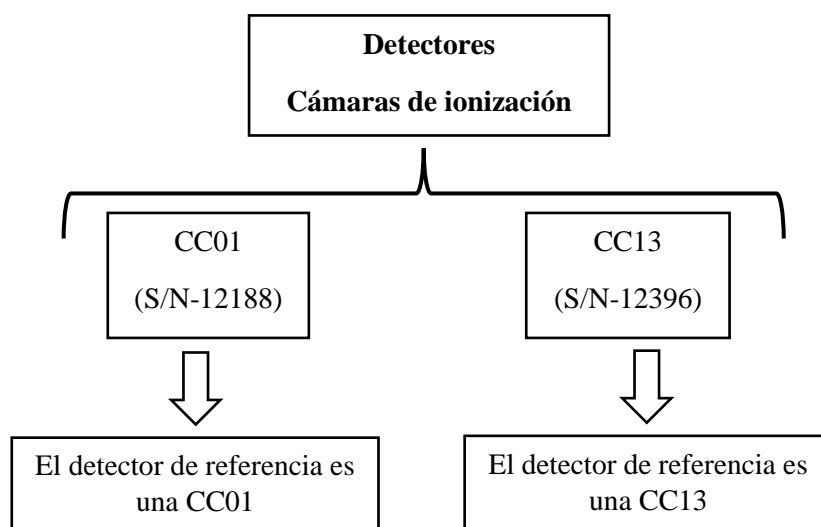 Detectores
Cámaras de ionización
CC01
(S/N-12188)
CC13
(S/N-12396)
El detector de referencia es
una CC01
El detector de referencia es
una CC13